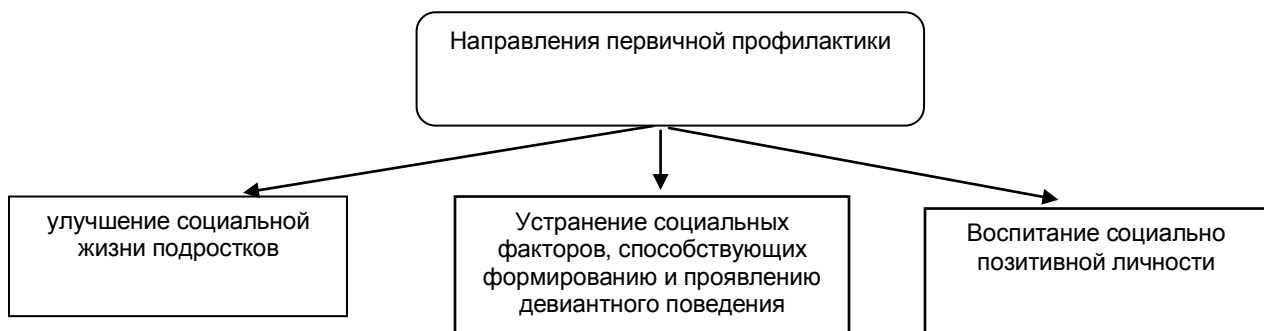 Направления первичной профилактики
улучшение социальной
жизни подростков
Устранение социальных
факторов, способствующих
формированию и проявлению
девиантного поведения
Воспитание социально
позитивной личности